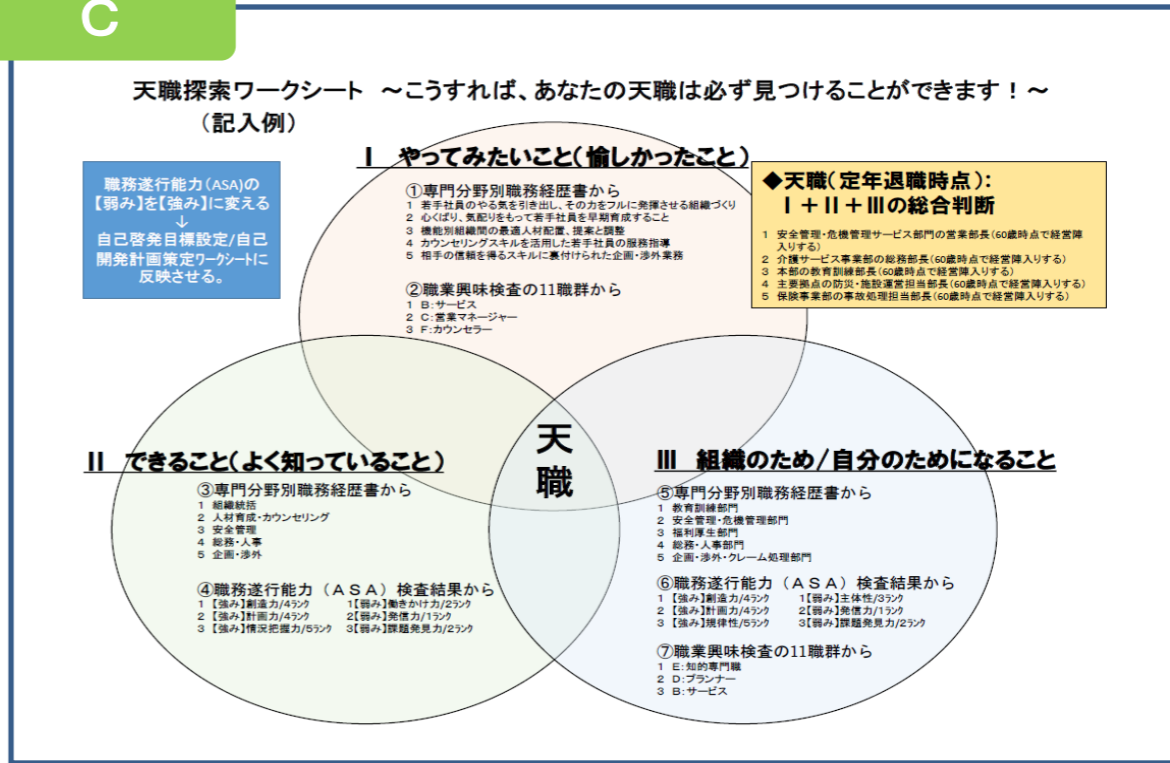 C
天職探索ワークシート ～こうすれば、あなたの天職は必ず見つけることができます！～
（記入例）
職務遂行能力（ASA）の
【弱み】を【強み】に変える
↓
自己啓発目標設定/自己
開発計画策定ワークシートに
反映させる。
Ⅰ やってみたいこと（愉しかったこと）
①専門分野別職務経歴書から
1 若手社員のやる気を引き出し、その力をフルに発揮させる組織づくり
2 心くばり、気配りをもって若手社員を早期育成すること
3 機能別組織間の最適人材配置、提案と調整
4 カウンセリングスキルを活用した若手社員の服務指導
5 相手の信頼を得るスキルに裏付けられた企画・渉外業務
②職業興味検査の11職群から
1 B：サービス
2 C：営業マネージャー
3 F：カウンセラー
◆天職（定年退職時点）：
Ⅰ＋Ⅱ＋Ⅲの総合判断
1 安全管理・危機管理サービス部門の営業部長（60歳時点で経営陣
入りする）
2 介護サービス事業部の総務部長（60歳時点で経営陣入りする）
3 本部の教育訓練部長（60歳時点で経営陣入りする）
4 主要拠点の防災・施設運営担当部長（60歳時点で経営陣入りする）
5 保険事業部の事故処理担当部長（60歳時点で経営陣入りする）
天
職
Ⅱ できること（よく知っていること）
③専門分野別職務経歴書から
1 組織統括
2 人材育成・カウンセリング
3 安全管理
4 総務・人事
5 企画・渉外
④職務遂行能力（ASA）検査結果から
1 【強み】創造力/4ランク 1【弱み】働きかけ力/2ランク
2 【強み】計画力/4ランク 2【弱み】発信力/1ランク
3 【強み】情況把握力/5ランク 3【弱み】課題発見力/2ランク
Ⅲ 組織のため/自分のためになること
⑤専門分野別職務経歴書から
1 教育訓練部門
2 安全管理・危機管理部門
3 福利厚生部門
4 総務・人事部門
5 企画・渉外・クレーム処理部門
⑥職務遂行能力（ASA）検査結果から
1 【強み】創造力/4ランク 1【弱み】主体性/3ランク
2 【強み】計画力/4ランク 2【弱み】発信力/1ランク
3 【強み】規律性/5ランク 3【弱み】課題発見力/2ランク
⑦職業興味検査の11職群から
1 E：知的専門職
2 D：プランナー
3 B：サービス